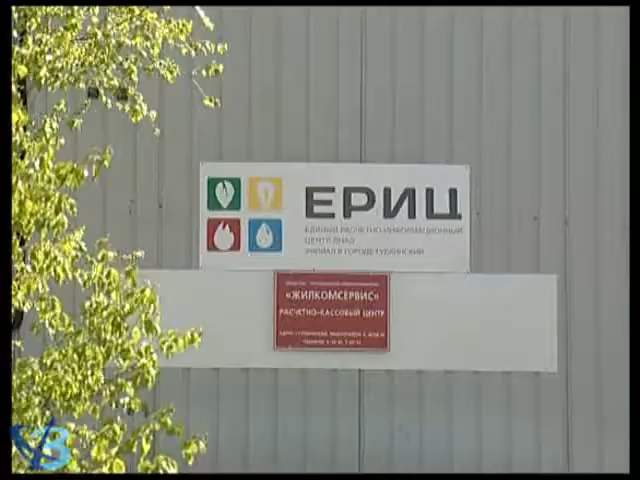 ЕРИЦ
ЕДИНЫЙ РАСЧЕТНО-ИНФОРМАЦИОННЫЙ
ЦЕНТР ЯНАО
ФИЛИАЛ В ГОРОДЕ ГУБКИНСКИЙ
«ЖИЛКОМСЕРВИС»
РАСЧЕТНО-КАССОВЫЙ ЦЕНТР